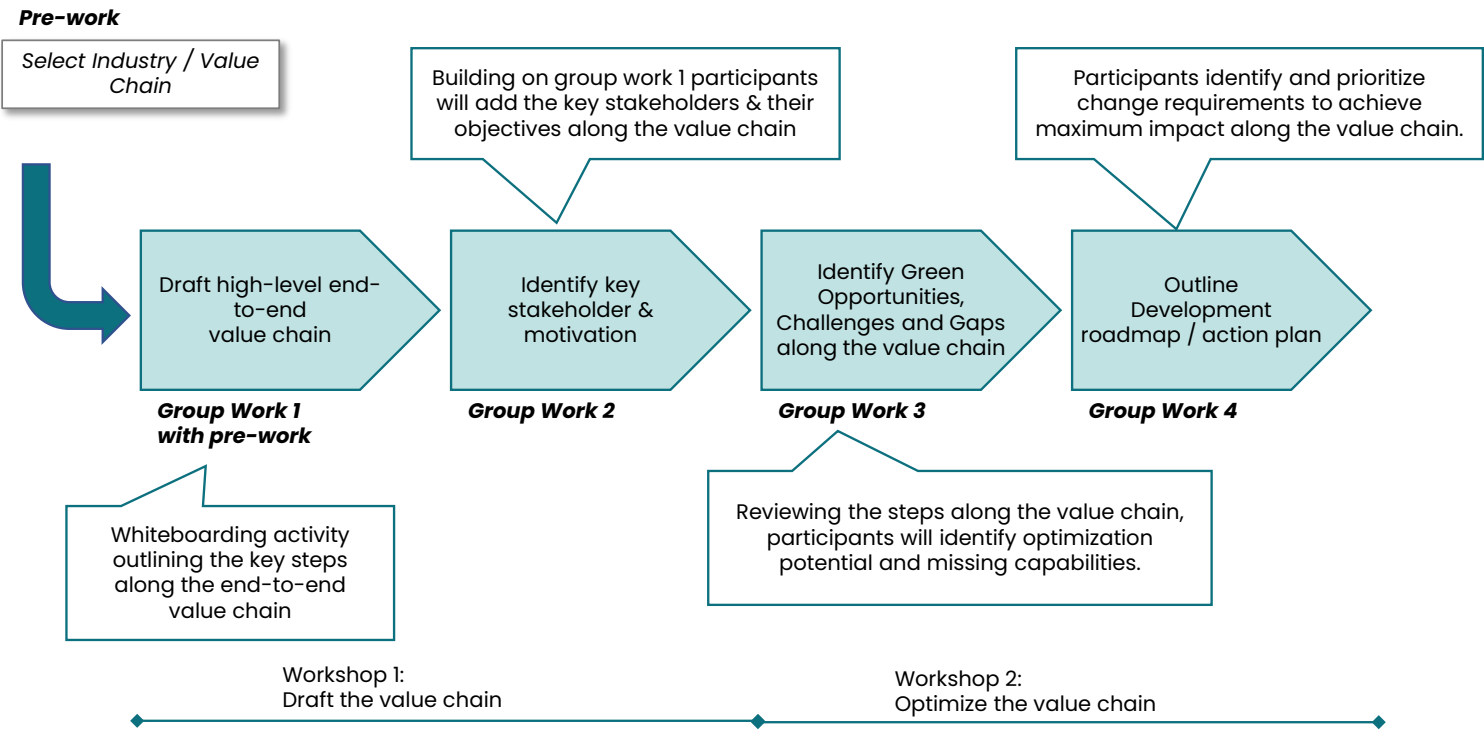 Pre-work
Select Industry / Value
Chain
Building on group work 1 participants
will add the key stakeholders & their
objectives along the value chain
Participants identify and prioritize
change requirements to achieve
maximum impact along the value chain.
Draft high-level end-
to-end
value chain
Identify key
stakeholder &
motivation
Identify Green
Opportunities,
Challenges and Gaps
along the value chain
Outline
Development
roadmap / action plan
Group Work 1
with pre-work
Group Work 2
Group Work 3
Group Work 4
Whiteboarding activity
outlining the key steps
along the end-to-end
value chain
Reviewing the steps along the value chain,
participants will identify optimization
potential and missing capabilities.
Workshop 1:
Draft the value chain
Workshop 2:
Optimize the value chain